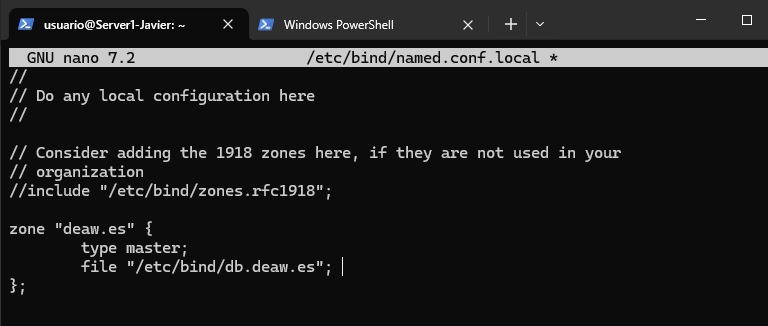 usuario@Server1-Javier: ~ Windows PowerShell
GNU nano 7.2 /etc/bind/named.conf.local *
//
// Do any local configuration here
//
// Consider adding the 1918 zones here, if they are not used in your
// organization
//include "/etc/bind/zones.rfc1918";
zone "deaw.es" {
        type master;
        file "/etc/bind/db.deaw.es";
};